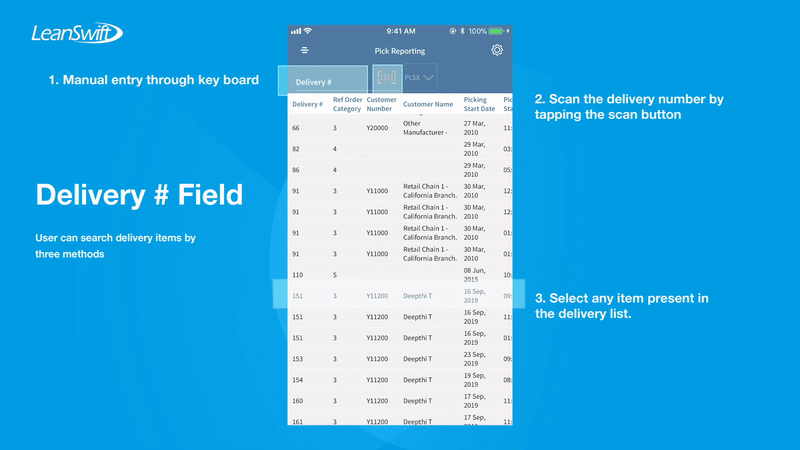 LeanSwift
9:41 AM
100%
Pick Reporting
1. Manual entry through key board
Delivery #
PLSX
2. Scan the delivery number by
tapping the scan button
Delivery # Field
User can search delivery items by
three methods
3. Select any item present in
the delivery list.
Delivery # Ref Order Category Customer Number Customer Name Picking Start Date Pic Sta
66 3 Y20000 Other Manufacturer - 27 Mar, 2010 11:
82 4 29 Mar, 2010 03:
86 4 29 Mar, 2010 05:
91 3 Y11000 Retail Chain 1 - California Branch. 30 Mar, 2010 12:
91 3 Y11000 Retail Chain 1 - California Branch. 30 Mar, 2010 12:
91 3 Y11000 Retail Chain 1 - California Branch. 30 Mar, 2010 01:
91 3 Y11000 Retail Chain 1 - California Branch. 30 Mar, 2010 01:
110 5 08 Jun, 2015 10:
151 3 Y11200 Deepthi T 16 Sep, 2019 09:
151 3 Y11200 Deepthi T 16 Sep, 2019 11:
151 3 Y11200 Deepthi T 16 Sep, 2019 01:
153 3 Y11200 Deepthi T 23 Sep, 2019 09:
154 3 Y11200 Deepthi T 19 Sep, 2019 08:
160 3 Y11200 Deepthi T 17 Sep, 2019 11:
161 3 Y11200 Deepthi T 17 Sep, 11: